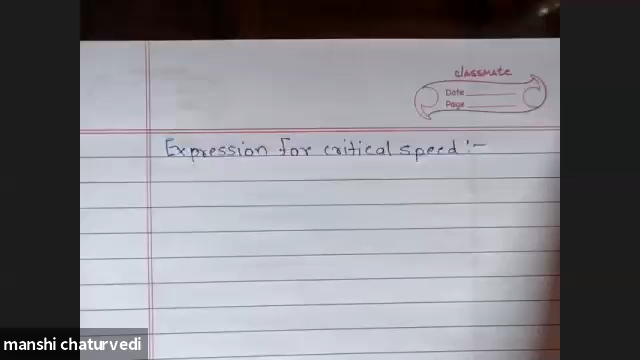 classmate
Date
Page
Expression for critical speed :-
manshi chaturvedi